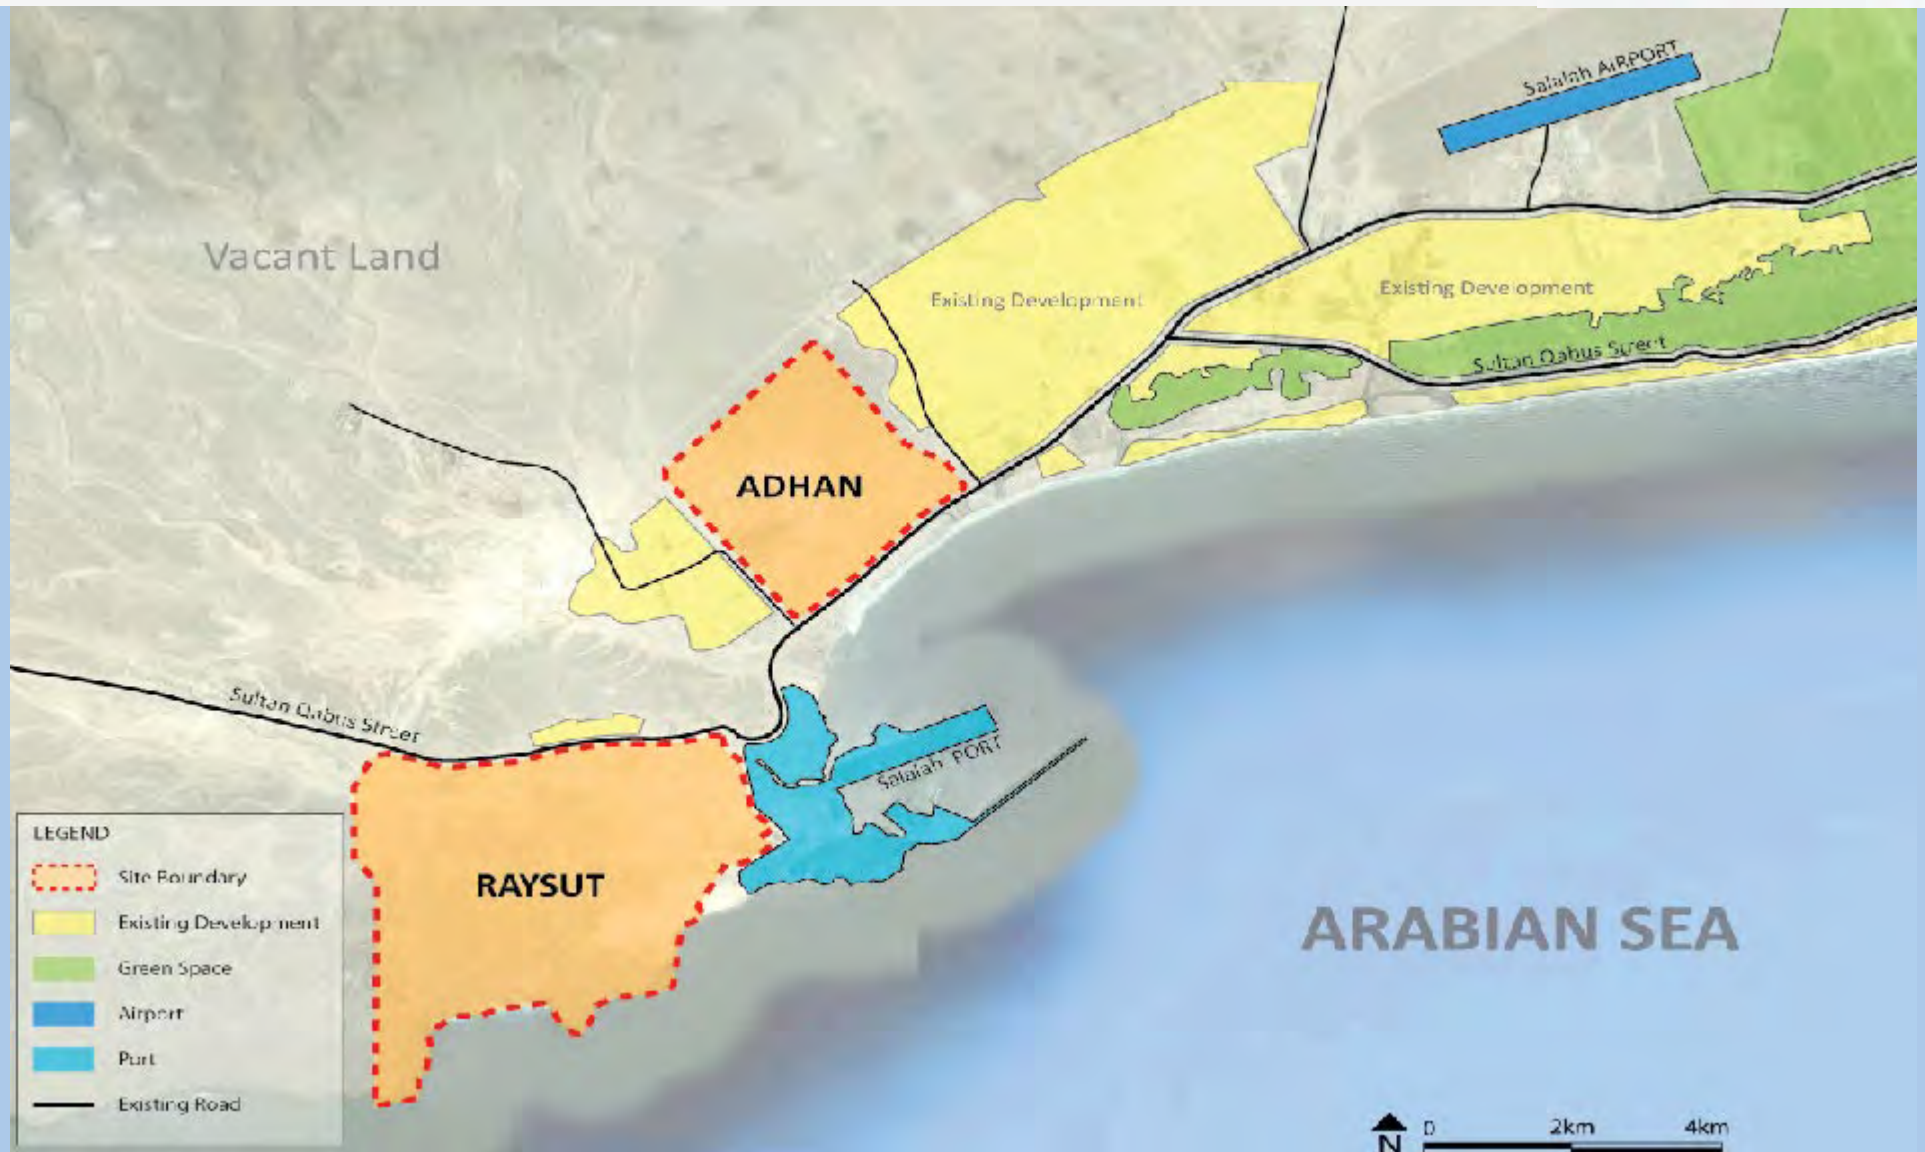 Salalah AIRPORT
Vacant Land
Existing Development
Existing Development
Sultan Qabus Street
ADHAN
Sultan Qabus Street
Salalah PORT
RAYSUT
ARABIAN SEA
LEGEND
Site Boundary
Existing Development
Green Space
Airport
Port
Existing Road
N
0 2km 4km